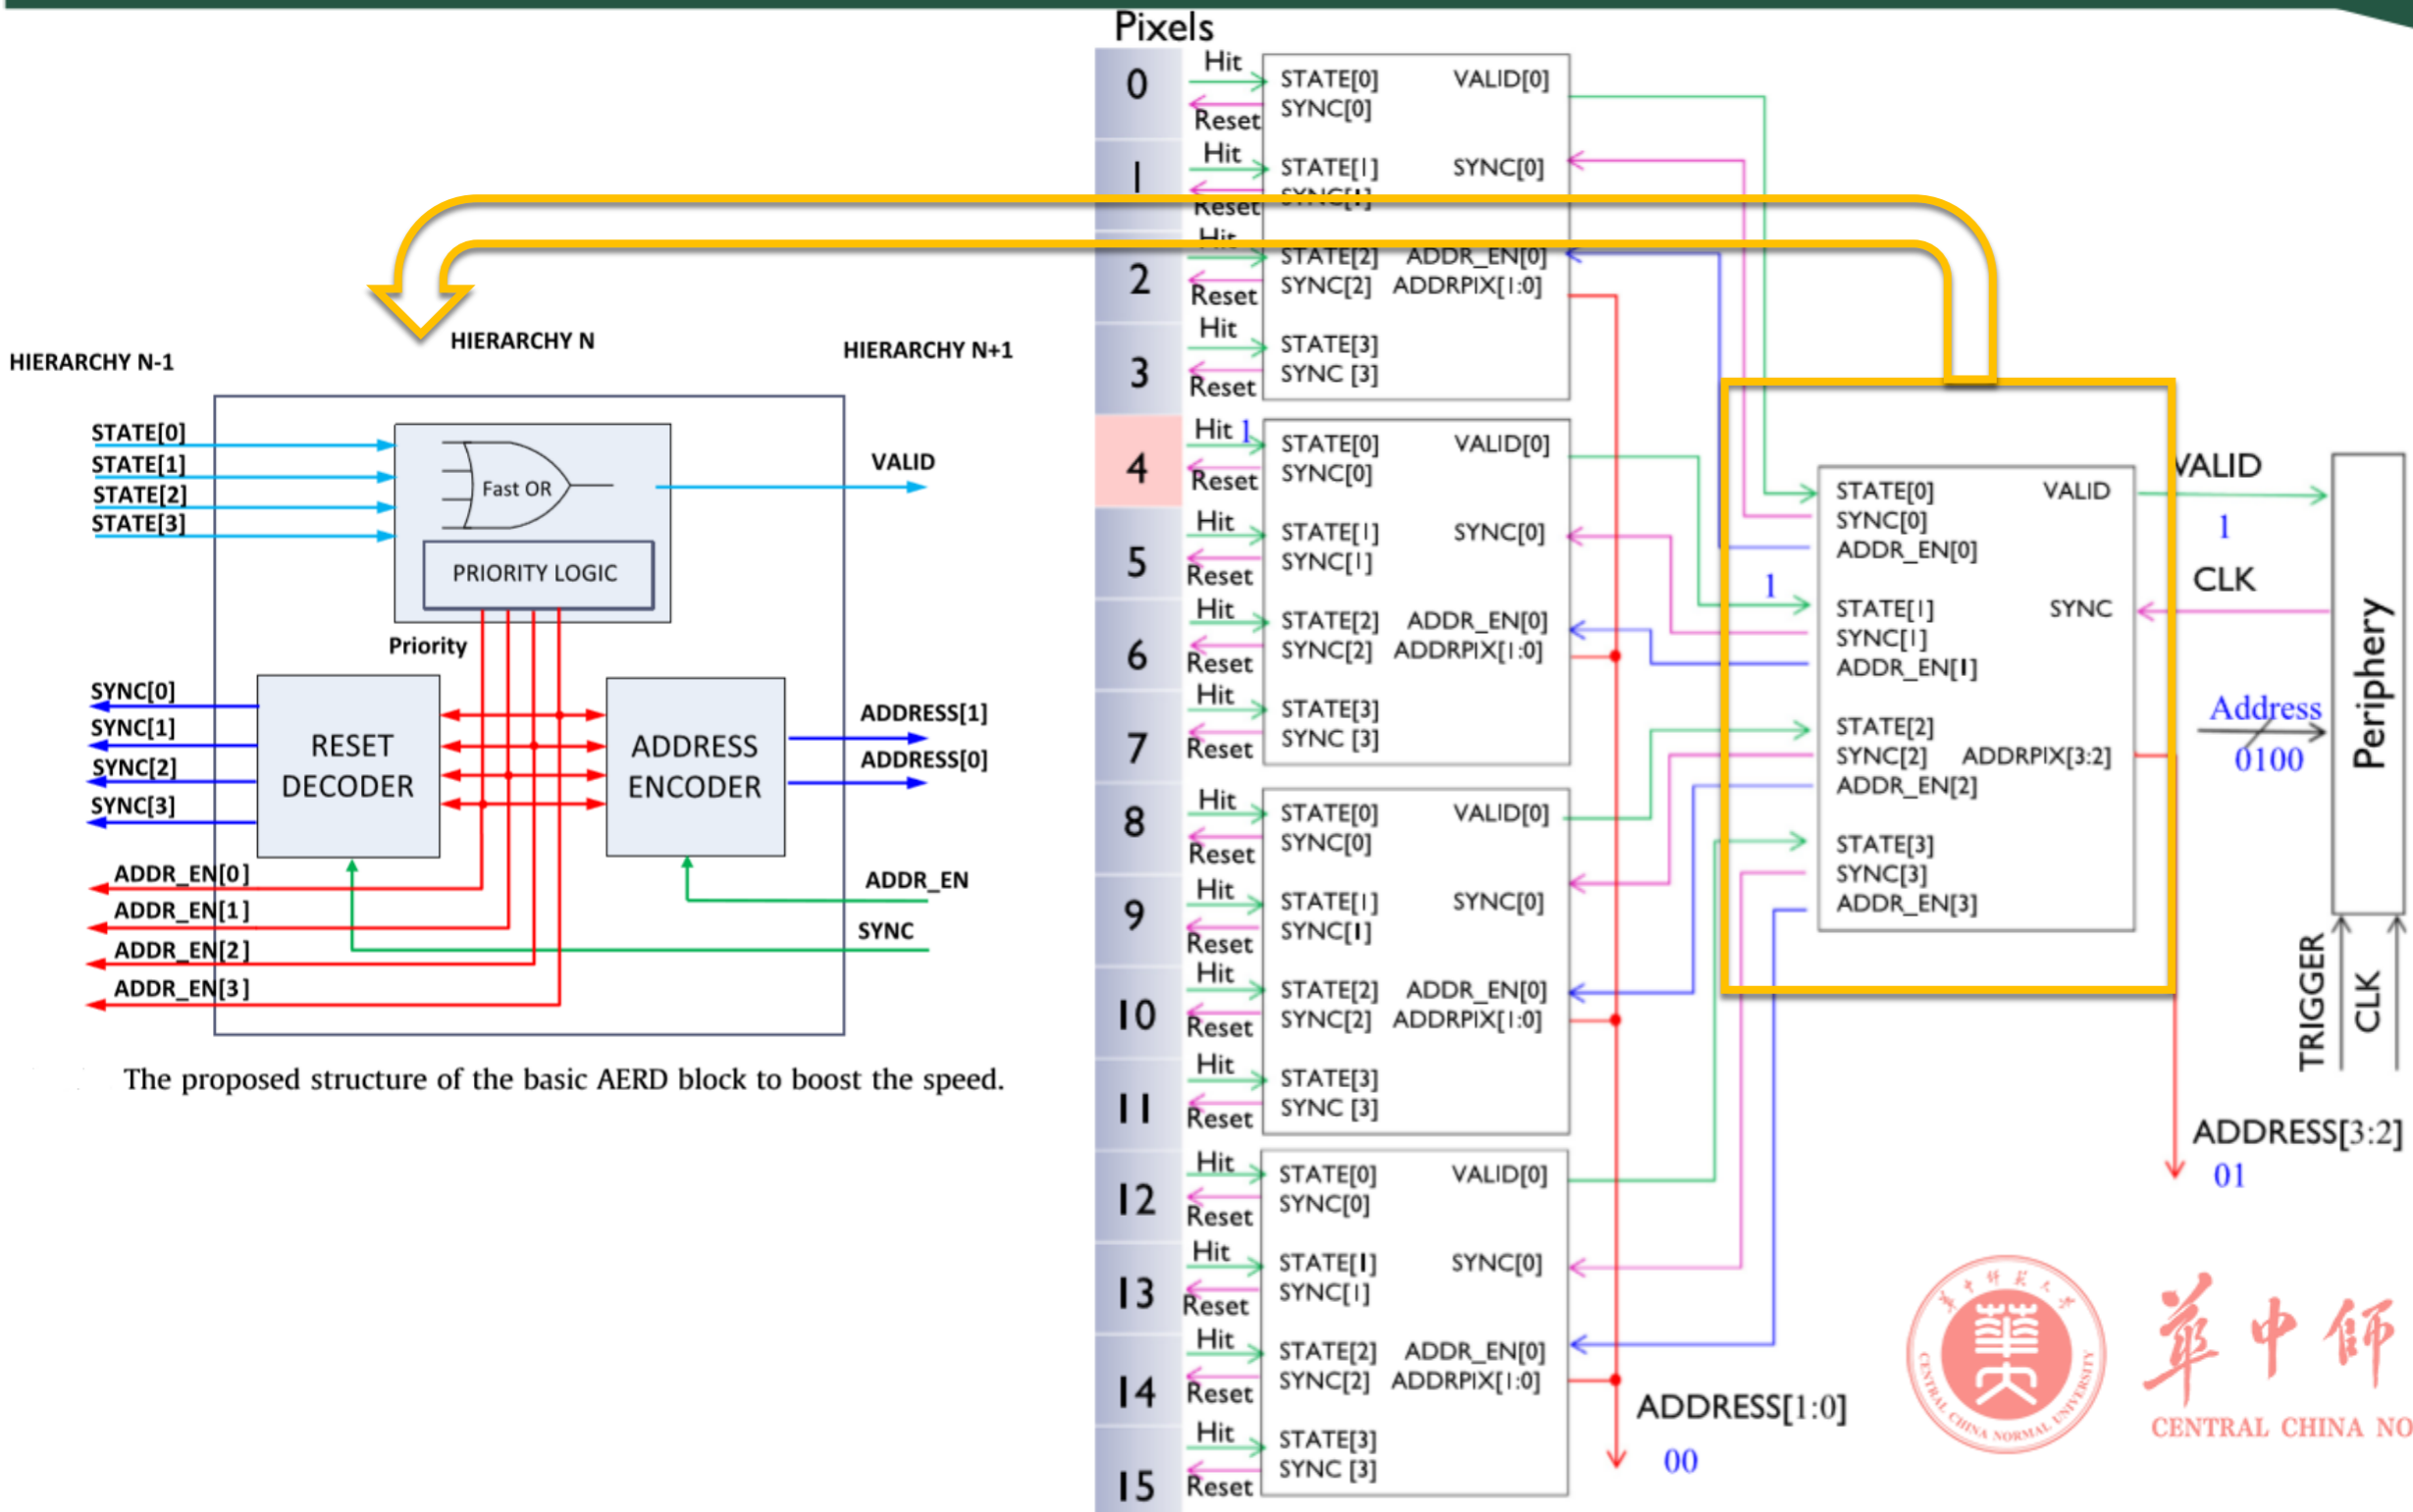 Pixels
HIERARCHY N-1
HIERARCHY N
HIERARCHY N+1
STATE[0]
STATE[1]
STATE[2]
STATE[3]
Fast OR
PRIORITY LOGIC
VALID
Priority
SYNC[0]
SYNC[1]
SYNC[2]
SYNC[3]
RESET
DECODER
ADDRESS
ENCODER
ADDRESS[1]
ADDRESS[0]
ADDR_EN[0]
ADDR_EN[1]
ADDR_EN[2]
ADDR_EN[3]
ADDR_EN
SYNC
The proposed structure of the basic AERD block to boost the speed.
0
Hit
STATE[0]
VALID[0]
SYNC[0]
Reset
1
Hit
STATE[1]
SYNC[0]
SYNC[1]
Reset
2
Hit
STATE[2]
ADDR_EN[0]
SYNC[2]
ADDRPIX[1:0]
Reset
3
Hit
STATE[3]
SYNC [3]
Reset
4
Hit 1
STATE[0]
VALID[0]
SYNC[0]
Reset
5
Hit
STATE[1]
SYNC[0]
SYNC[1]
Reset
6
Hit
STATE[2]
ADDR_EN[0]
SYNC[2]
ADDRPIX[1:0]
Reset
7
Hit
STATE[3]
SYNC [3]
Reset
8
Hit
STATE[0]
VALID[0]
SYNC[0]
Reset
9
Hit
STATE[1]
SYNC[0]
SYNC[1]
Reset
10
Hit
STATE[2]
ADDR_EN[0]
SYNC[2]
ADDRPIX[1:0]
Reset
11
Hit
STATE[3]
SYNC [3]
Reset
12
Hit
STATE[0]
VALID[0]
SYNC[0]
Reset
13
Hit
STATE[1]
SYNC[0]
SYNC[1]
Reset
14
Hit
STATE[2]
ADDR_EN[0]
SYNC[2]
ADDRPIX[1:0]
Reset
15
Hit
STATE[3]
SYNC [3]
Reset
STATE[0]
VALID
SYNC[0]
ADDR_EN[0]
1
STATE[1]
SYNC
SYNC[1]
ADDR_EN[1]
STATE[2]
SYNC[2]
ADDRPIX[3:2]
ADDR_EN[2]
STATE[3]
SYNC[3]
ADDR_EN[3]
VALID
1
CLK
Address
0100
Periphery
TRIGGER
CLK
ADDRESS[3:2]
01
ADDRESS[1:0]
00
CENTRAL CHINA NORMAL UNIVERSITY
華中師
CENTRAL CHINA NO